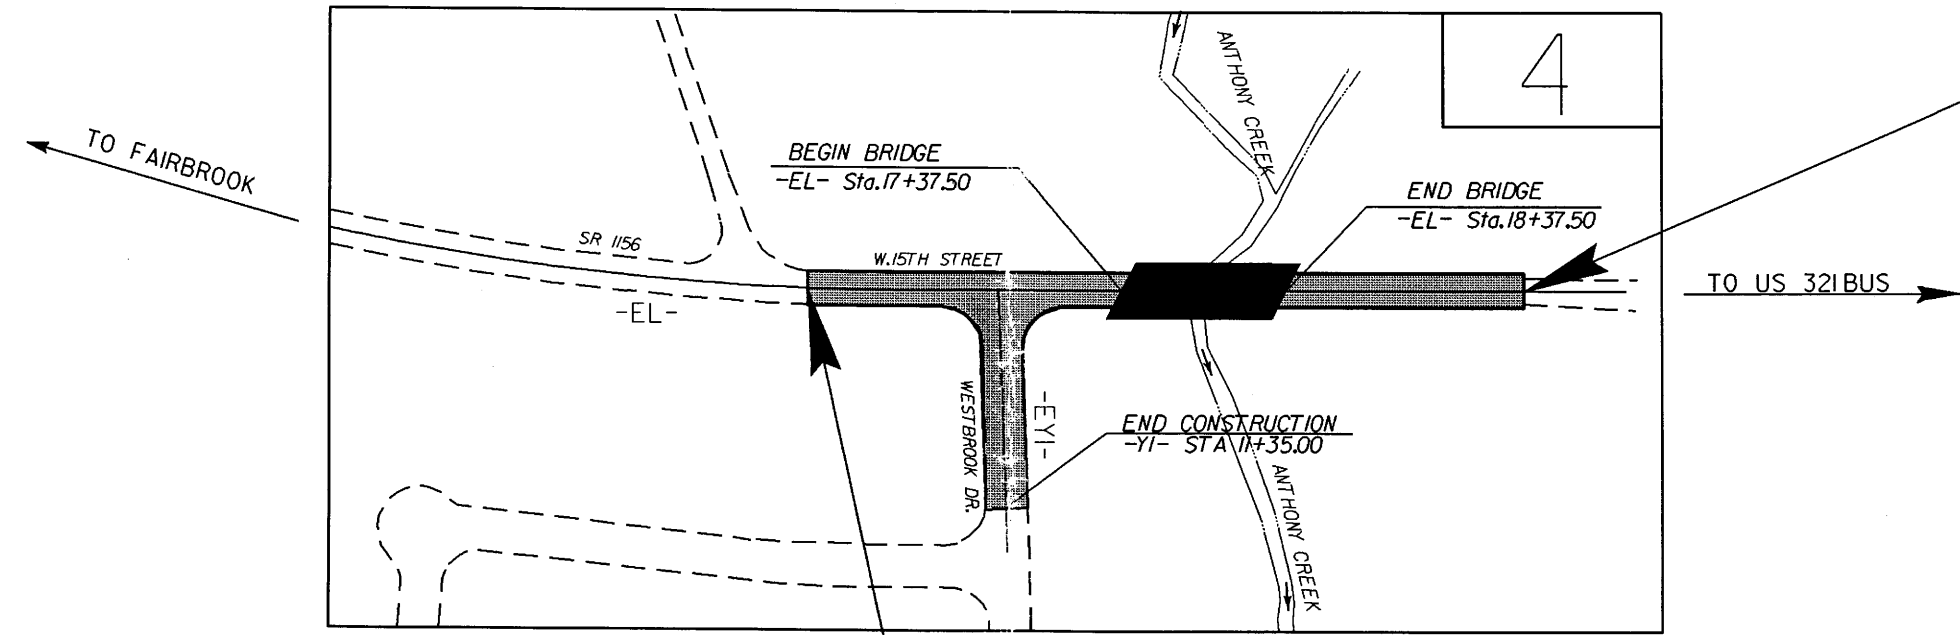 4
ANTHONY CREEK
TO FAIRBROOK
BEGIN BRIDGE
-EL- Sta.17+37.50
END BRIDGE
-EL- Sta.18+37.50
SR 1156
W.15TH STREET
-EL-
TO US 321BUS
WESTBROOK DR.
-EY1-
END CONSTRUCTION
-Y1- STA 11+35.00
ANTHONY CREEK